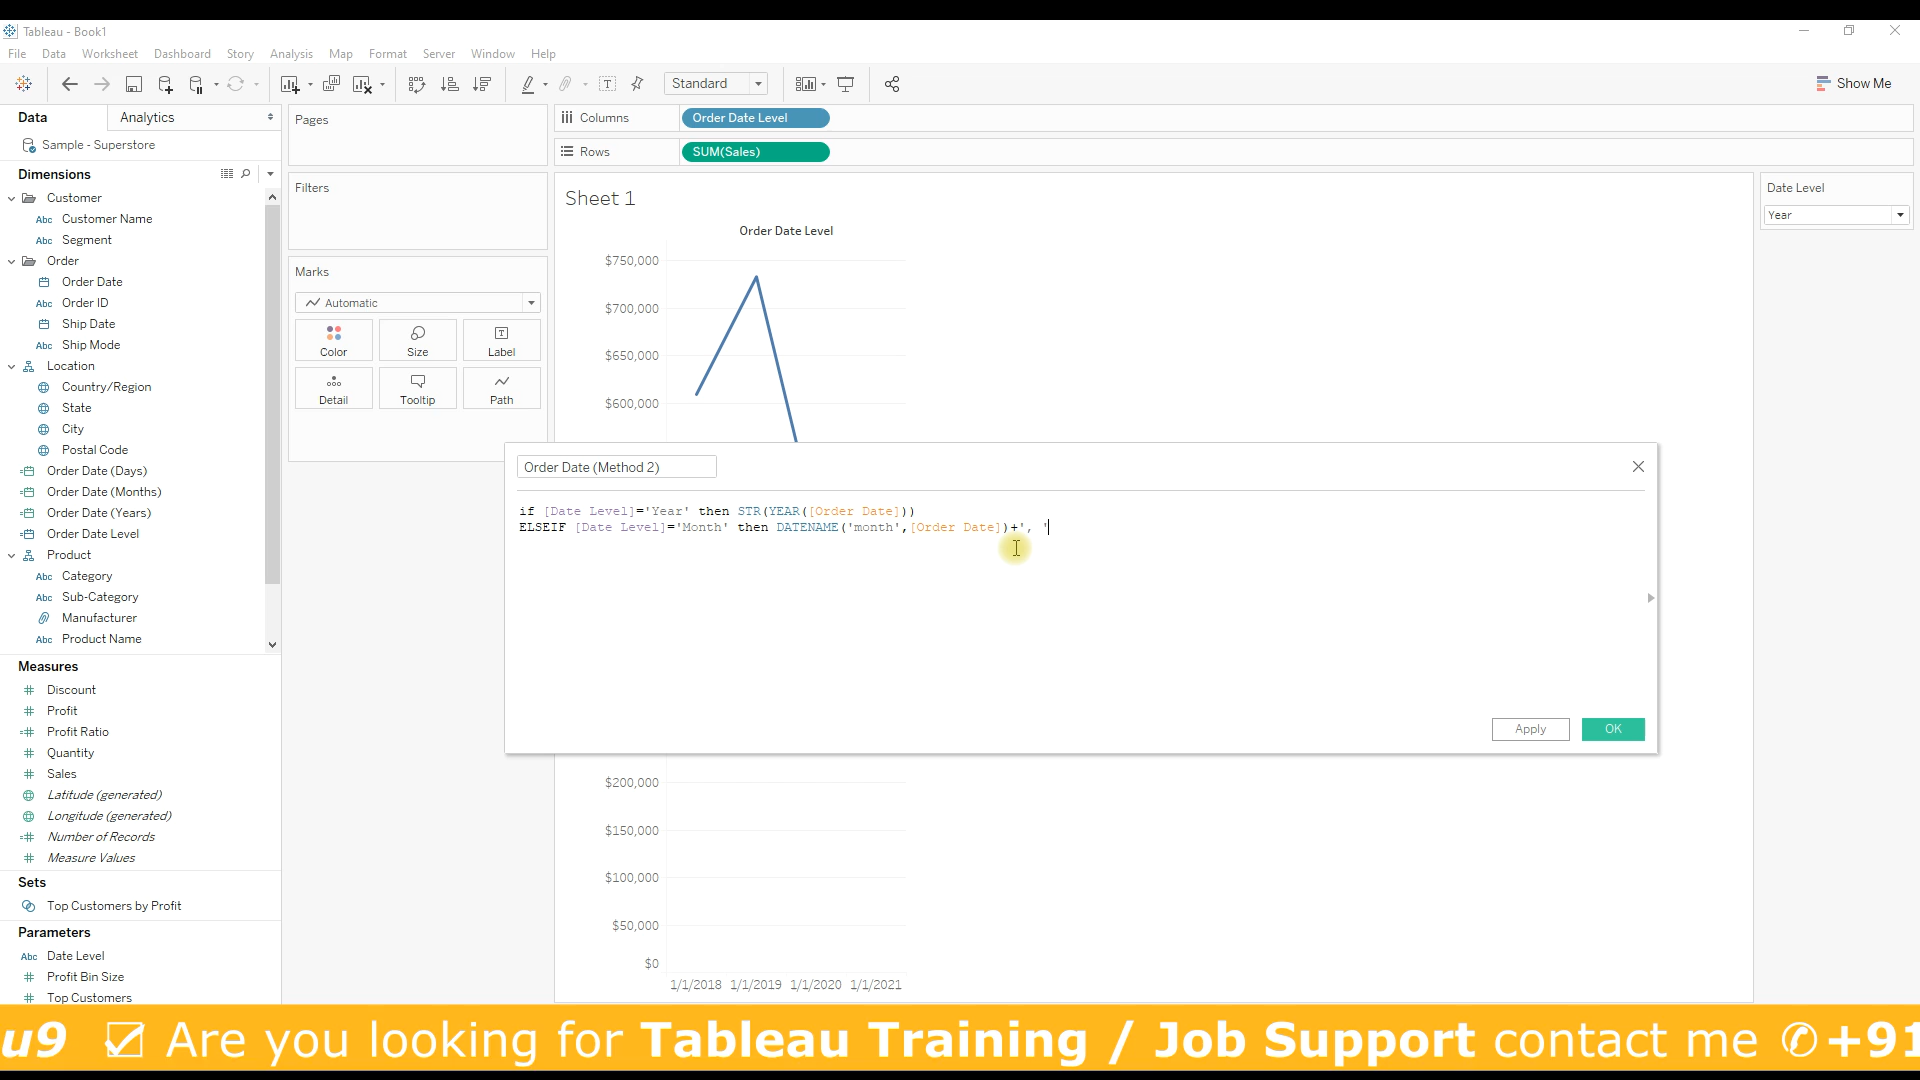 Tableau - Book1
File Data Worksheet Dashboard Story Analysis Map Format Server Window Help
Standard
Show Me
Data Analytics
Sample - Superstore
Dimensions
Customer
Abc Customer Name
Abc Segment
Order
Order Date
Abc Order ID
Ship Date
Abc Ship Mode
Location
Country/Region
State
City
Postal Code
Order Date (Days)
Order Date (Months)
Order Date (Years)
Order Date Level
Product
Abc Category
Abc Sub-Category
Manufacturer
Abc Product Name
Measures
Discount
Profit
Profit Ratio
Quantity
Sales
Latitude (generated)
Longitude (generated)
Number of Records
Measure Values
Sets
Top Customers by Profit
Parameters
Abc Date Level
Profit Bin Size
Top Customers
Pages
Filters
Marks
Automatic
Color Size Label
Detail Tooltip Path
Columns Order Date Level
Rows SUM(Sales)
Sheet 1
Order Date Level
$750,000
$700,000
$650,000
$600,000
Order Date (Method 2)
if [Date Level]='Year' then STR(YEAR([Order Date]))
ELSEIF [Date Level]='Month' then DATENAME('month',[Order Date])+', '
Apply OK
$200,000
$150,000
$100,000
$50,000
$0
1/1/2018 1/1/2019 1/1/2020 1/1/2021
Date Level
Year
u9 ☑ Are you looking for Tableau Training / Job Support contact me ✆+91